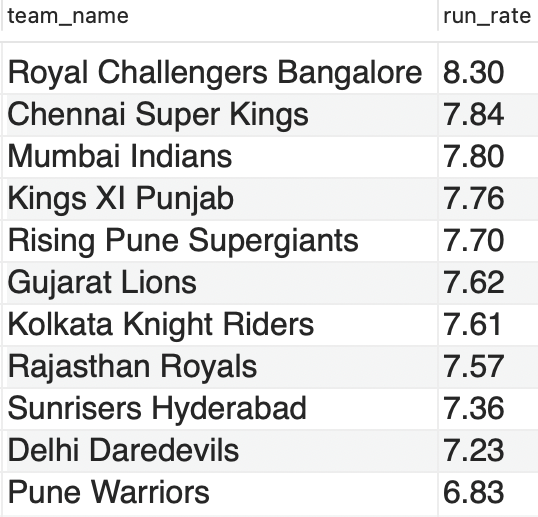 team_name run_rate
Royal Challengers Bangalore 8.30
Chennai Super Kings 7.84
Mumbai Indians 7.80
Kings XI Punjab 7.76
Rising Pune Supergiants 7.70
Gujarat Lions 7.62
Kolkata Knight Riders 7.61
Rajasthan Royals 7.57
Sunrisers Hyderabad 7.36
Delhi Daredevils 7.23
Pune Warriors 6.83